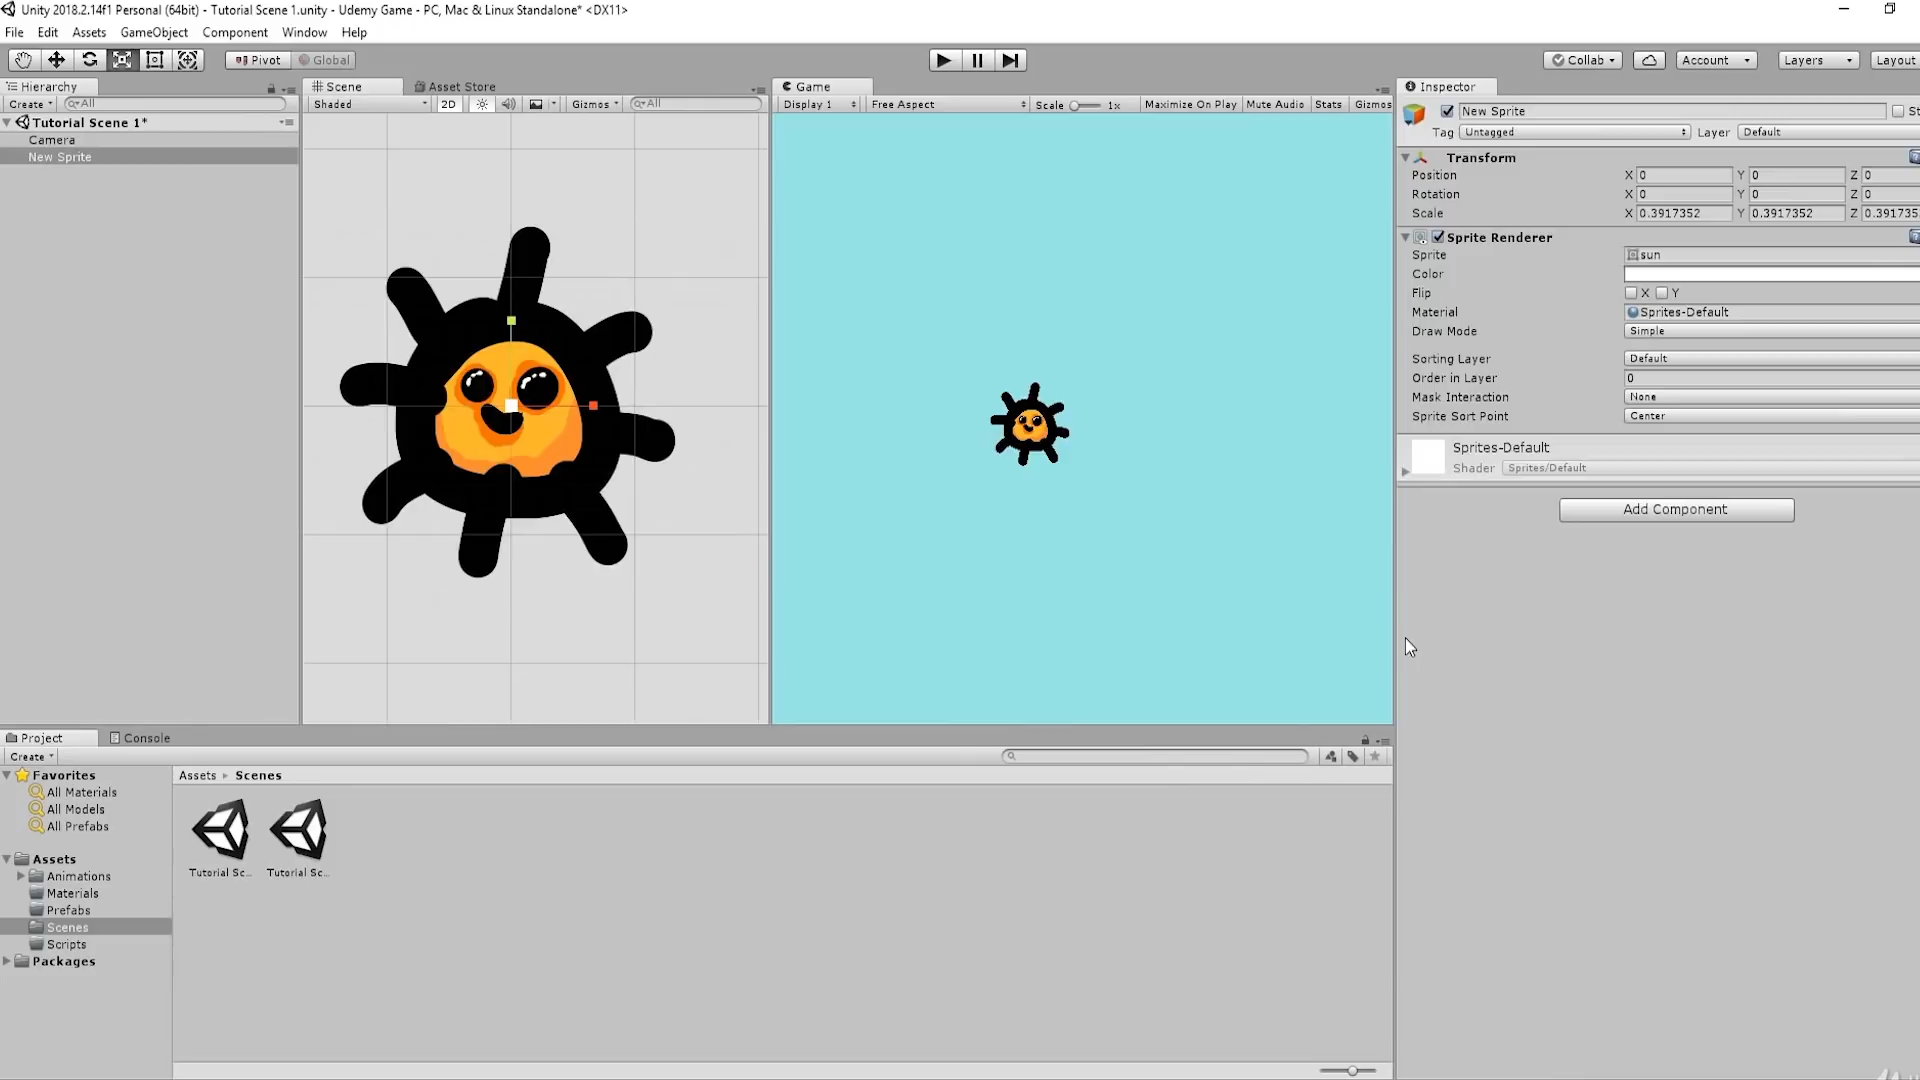 Unity 2018.2.14f1 Personal (64bit) - Tutorial Scene 1.unity - Udemy Game - PC, Mac & Linux Standalone* <DX11>
File Edit Assets GameObject Component Window Help
Pivot Global Collab Account Layers Layout
Hierarchy Scene Asset Store Game Inspector
Create All Shaded 2D Gizmos All Display 1 Free Aspect Scale 1x Maximize On Play Mute Audio Stats Gizmos New Sprite St
Tutorial Scene 1* Tag Untagged Layer Default
Camera
New Sprite
Transform
Position X 0 Y 0 Z 0
Rotation X 0 Y 0 Z 0
Scale X 0.3917352 Y 0.3917352 Z 0.391735
Sprite Renderer
Sprite sun
Color
Flip X Y
Material Sprites-Default
Draw Mode Simple
Sorting Layer Default
Order in Layer 0
Mask Interaction None
Sprite Sort Point Center
Sprites-Default
Shader Sprites/Default
Add Component
Project Console
Create
Favorites Assets Scenes
All Materials
All Models
All Prefabs
Assets Tutorial Sc... Tutorial Sc...
Animations
Materials
Prefabs
Scenes
Scripts
Packages